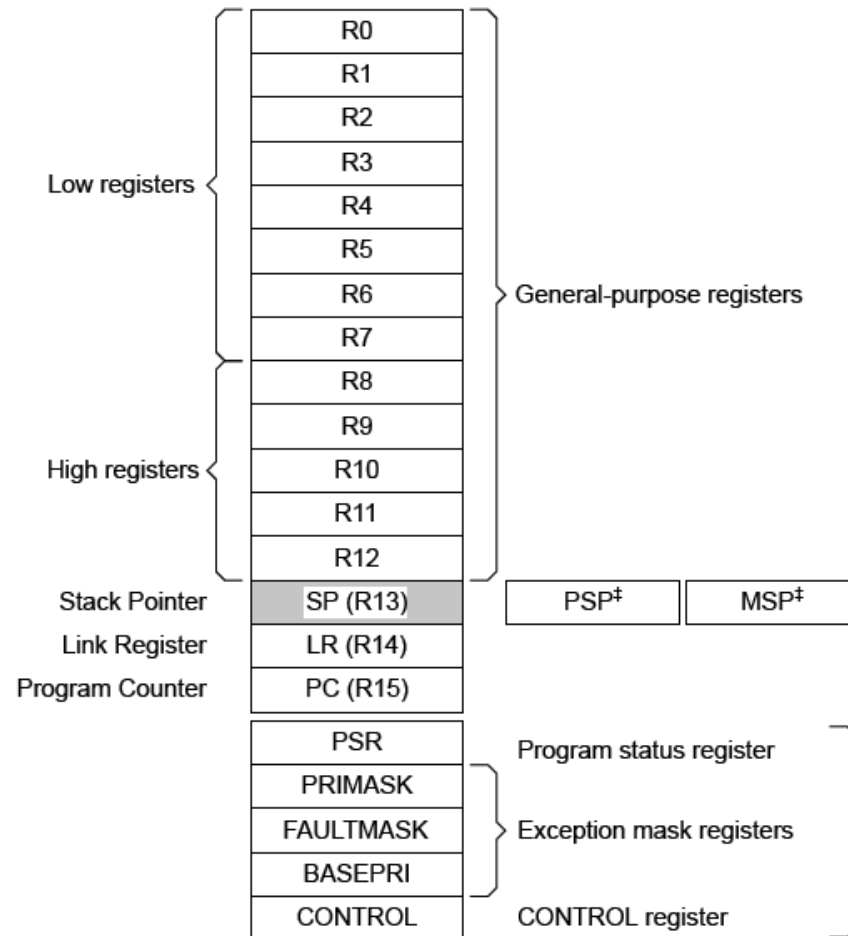 R0
R1
R2
R3
Low registers
R4
R5
R6
General-purpose registers
R7
R8
R9
High registers
R10
R11
R12
Stack Pointer SP (R13) PSP‡ MSP‡
Link Register LR (R14)
Program Counter PC (R15)
PSR Program status register
PRIMASK
FAULTMASK Exception mask registers
BASEPRI
CONTROL CONTROL register